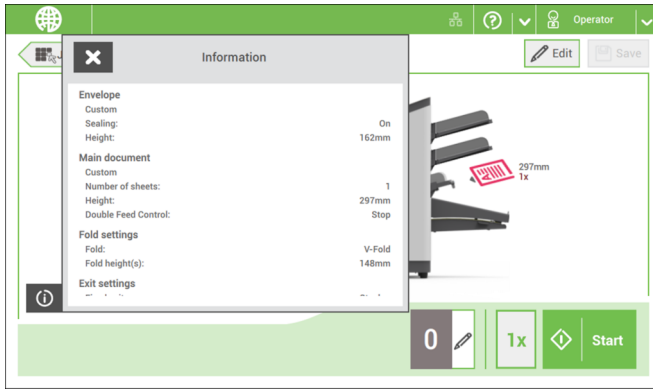 Operator
Information
Edit
Save
Envelope
Custom
Sealing: On
Height: 162mm
Main document
Custom
Number of sheets: 1
Height: 297mm
Double Feed Control: Stop
Fold settings
Fold: V-Fold
Fold height(s): 148mm
Exit settings
297mm
1x
0
1x
Start